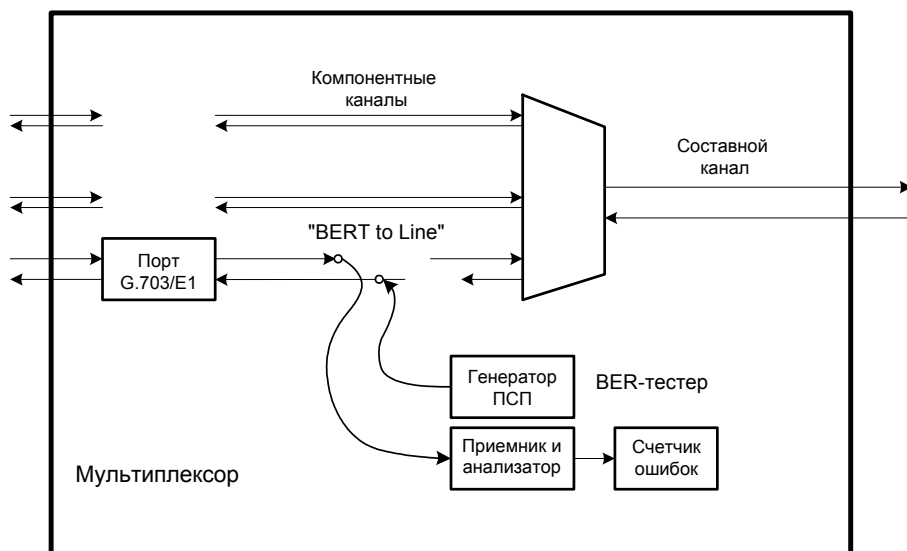 Компонентные
каналы
Составной
канал
"BERT to Line"
Порт
G.703/E1
Генератор
ПСП
BER-тестер
Приемник и
анализатор
Счетчик
ошибок
Мультиплексор